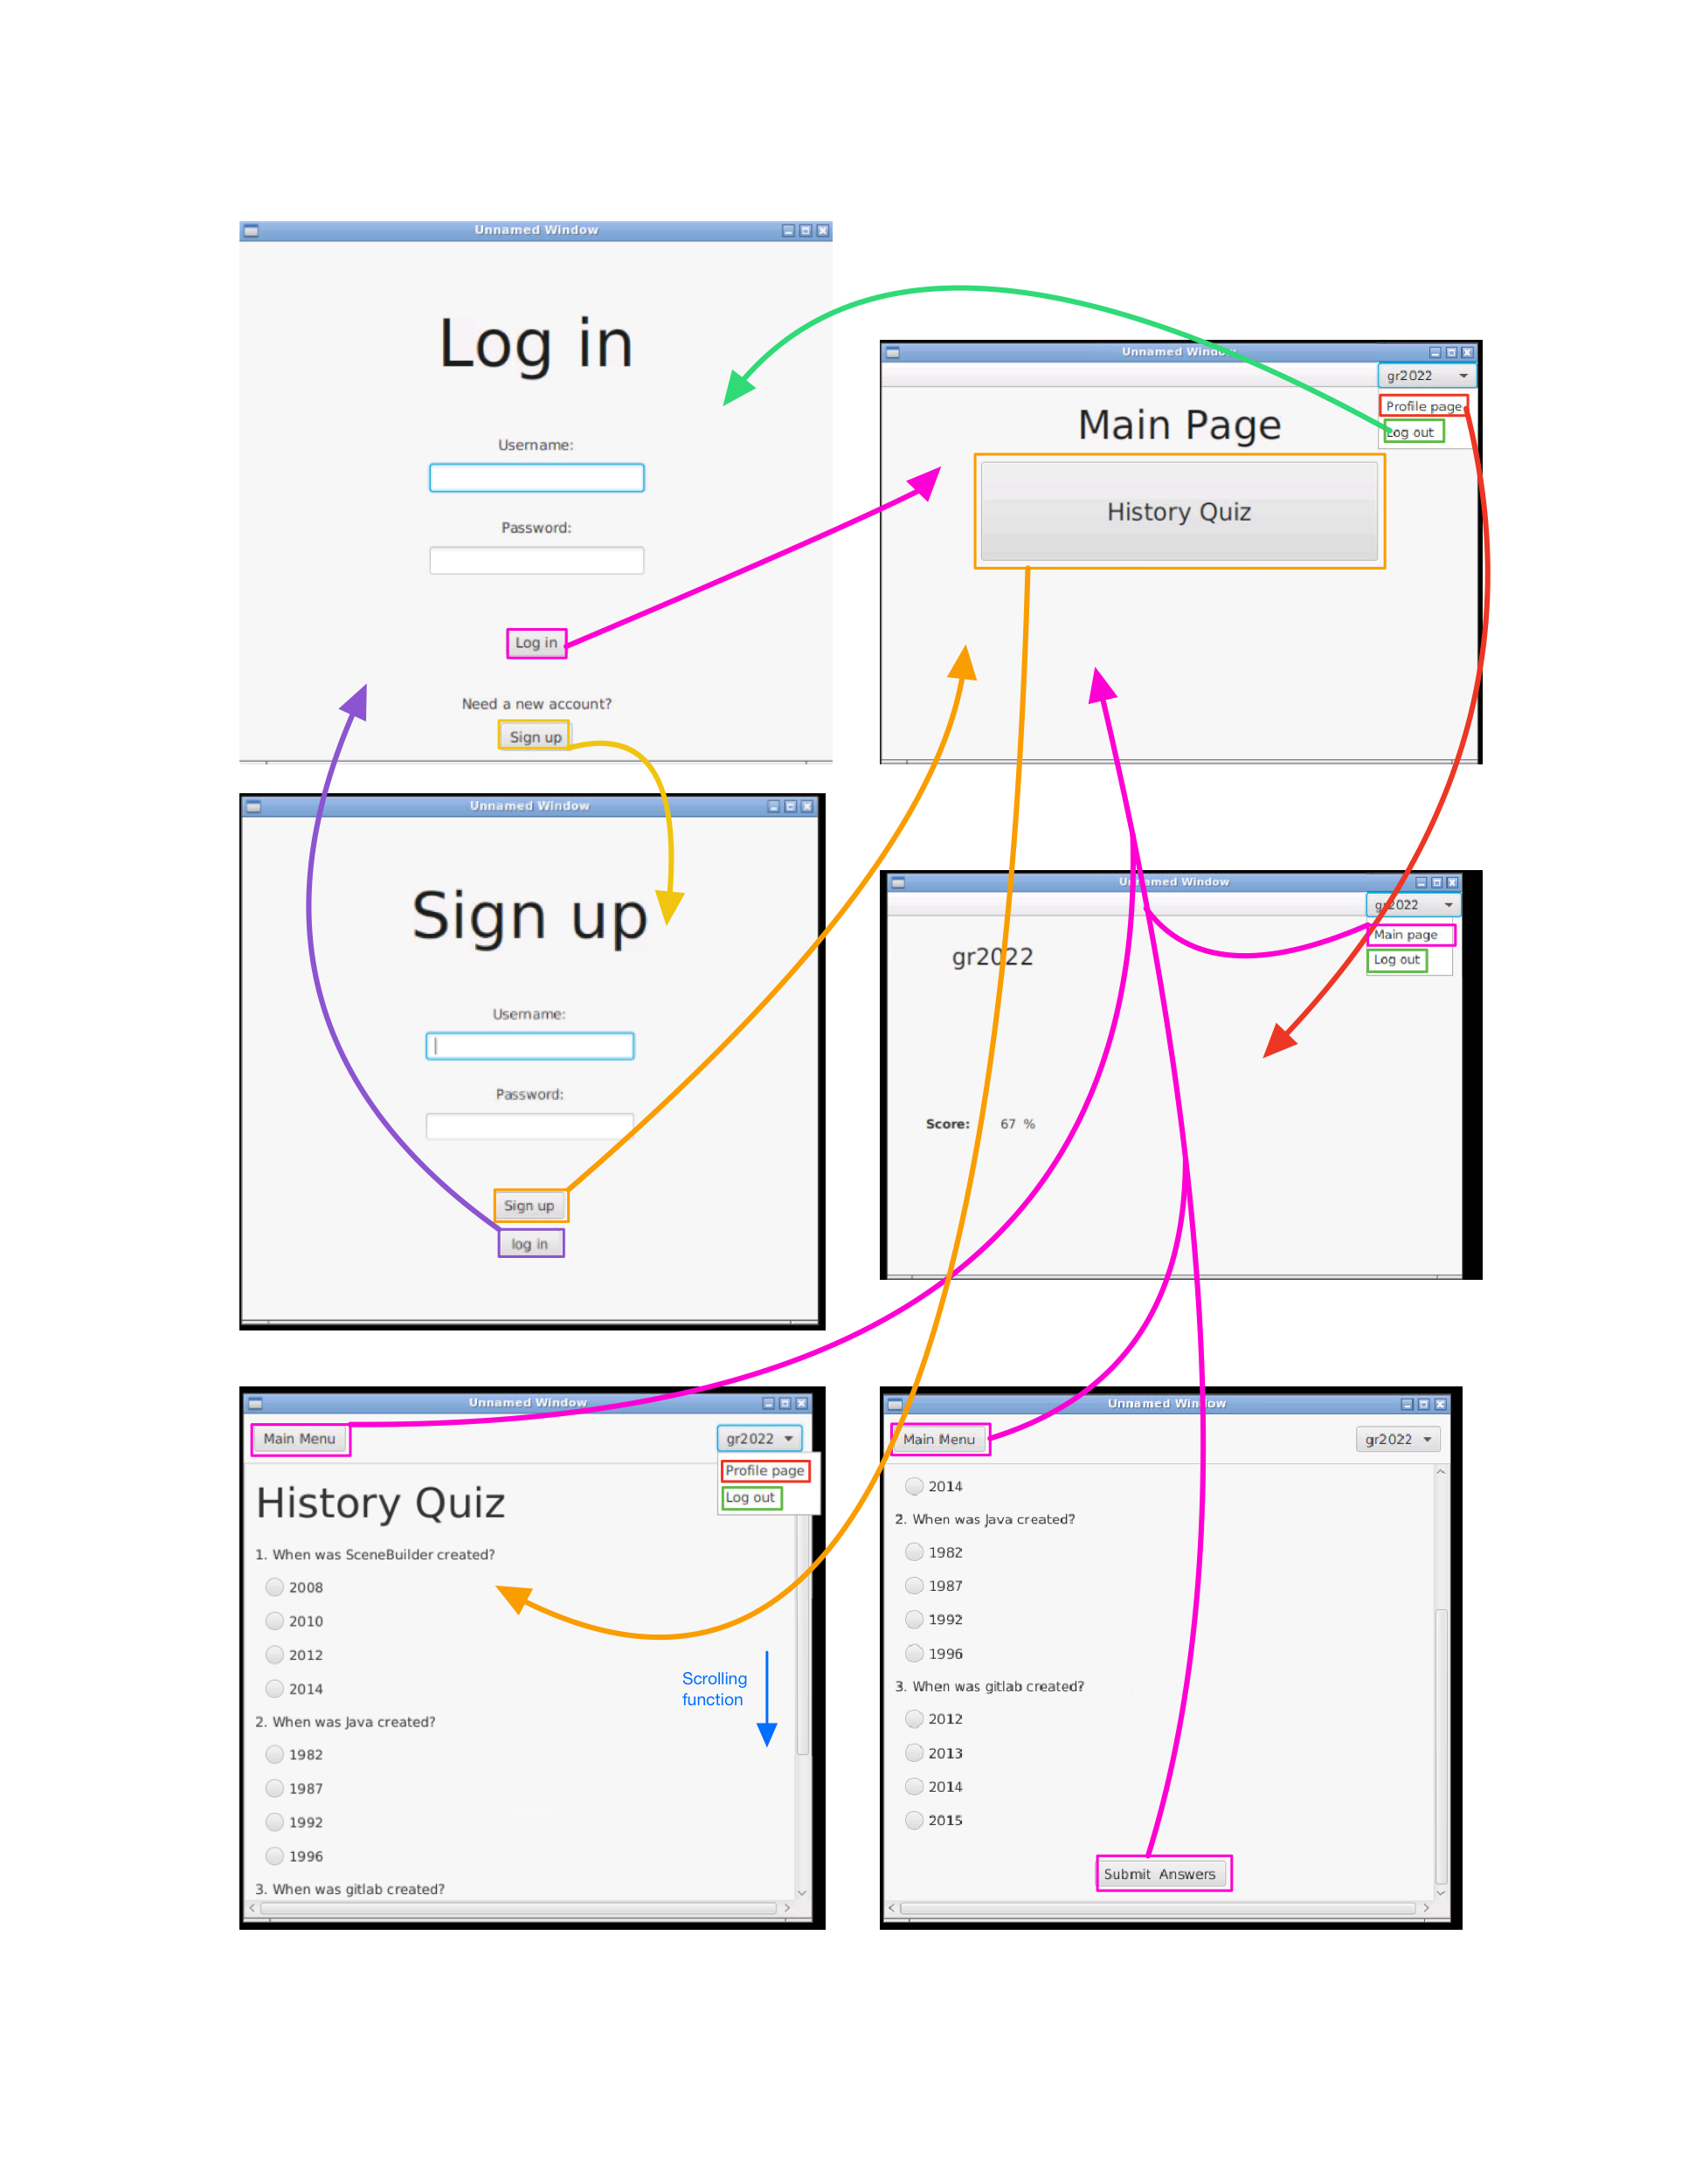 Unnamed Window
Log in
Username:
Password:
Log in
Need a new account?
Sign up
Unnamed Window
gr2022
Profile page
Log out
Main Page
History Quiz
Unnamed Window
Sign up
Username:
Password:
Sign up
log in
Unnamed Window
gr2022
Main page
Log out
gr2022
Score: 67 %
Unnamed Window
Main Menu
gr2022
Profile page
Log out
History Quiz
1. When was SceneBuilder created?
2008
2010
2012
2014
Scrolling
function
2. When was Java created?
1982
1987
1992
1996
3. When was gitlab created?
Unnamed Window
Main Menu
gr2022
2014
2. When was Java created?
1982
1987
1992
1996
3. When was gitlab created?
2012
2013
2014
2015
Submit Answers